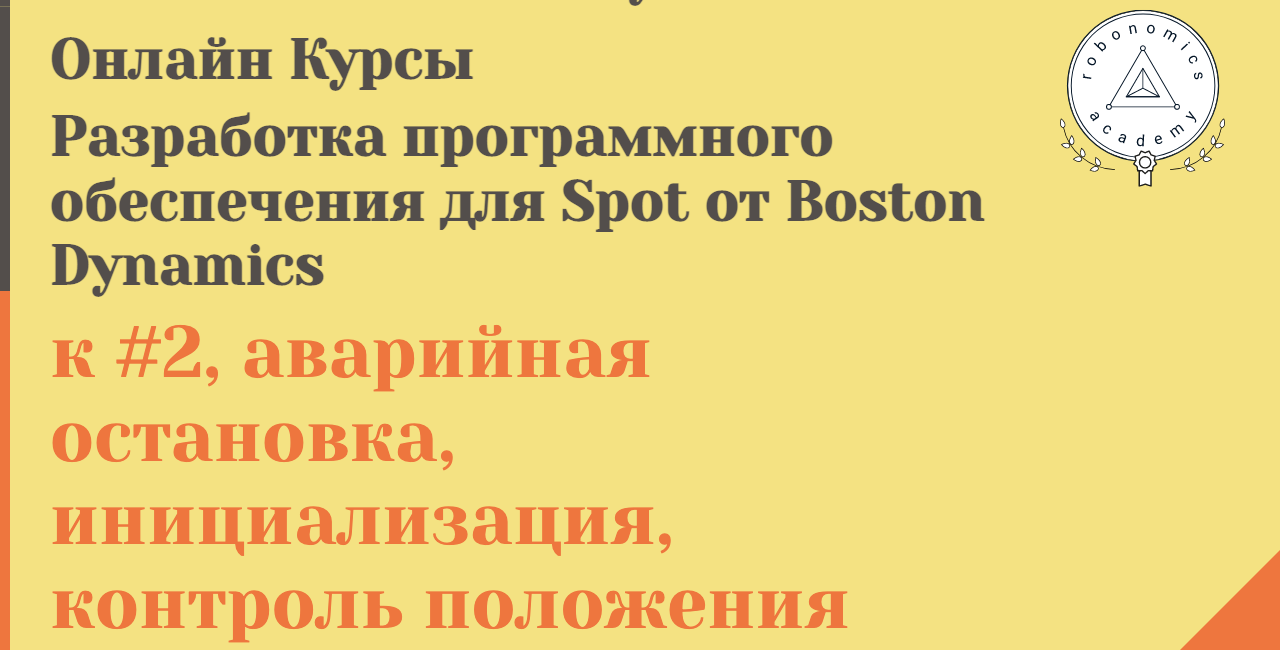 Онлайн Курсы
robonomics
academy
Разработка программного
обеспечения для Spot от Boston
Dynamics
к #2, аварийная
остановка,
инициализация,
контроль положения